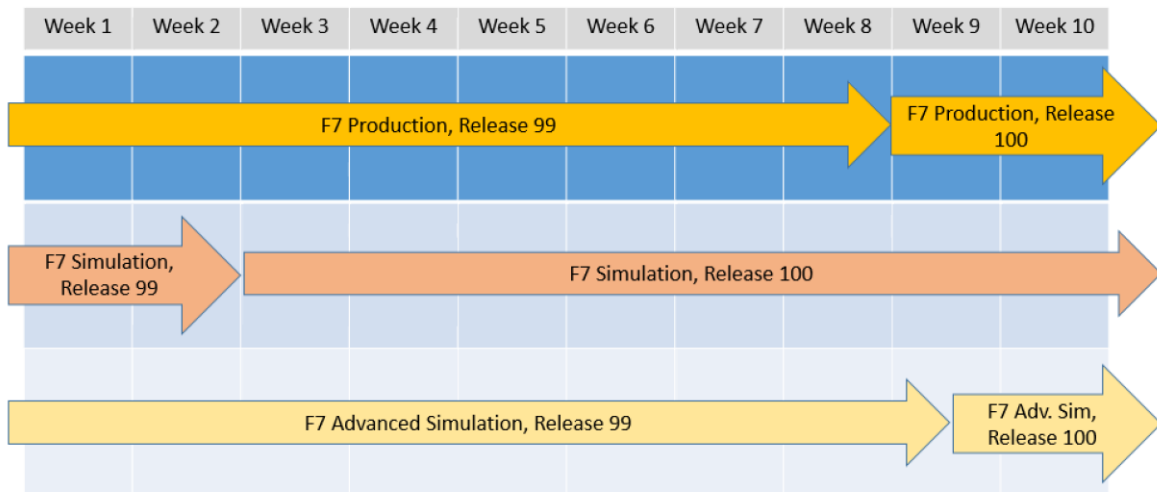 Week 1 Week 2 Week 3 Week 4 Week 5 Week 6 Week 7 Week 8 Week 9 Week 10
F7 Production, Release 99
F7 Production, Release
100
F7 Simulation,
Release 99
F7 Simulation, Release 100
F7 Advanced Simulation, Release 99
F7 Adv. Sim,
Release 100